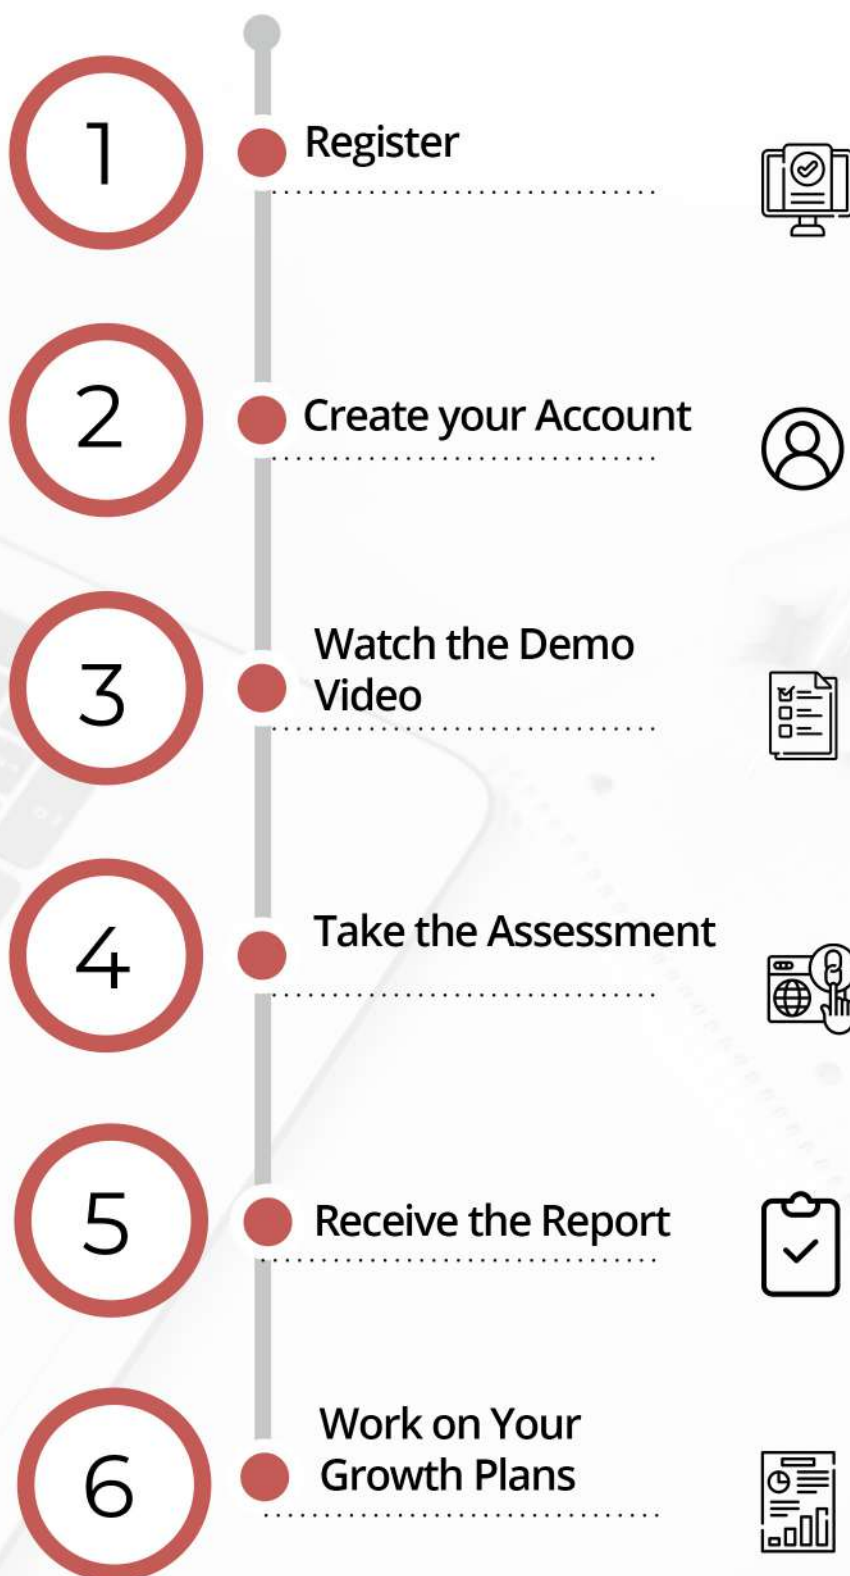 1
Register
2
Create your Account
3
Watch the Demo
Video
4
Take the Assessment
5
Receive the Report
6
Work on Your
Growth Plans